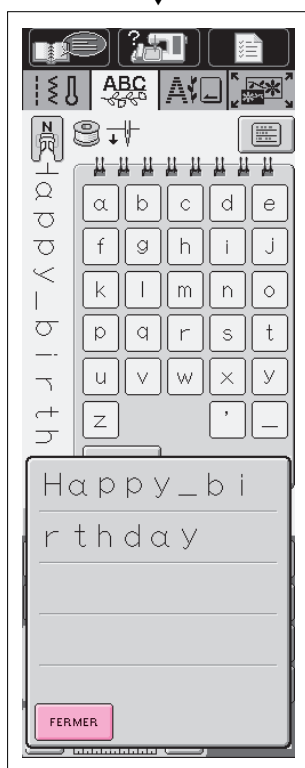 ?
ABC
A
N
Happy_birth
a b c d e
f g h i j
k l m n o
p q r s t
u v w x y
z ' _
Happy_bi
rthday
FERMER